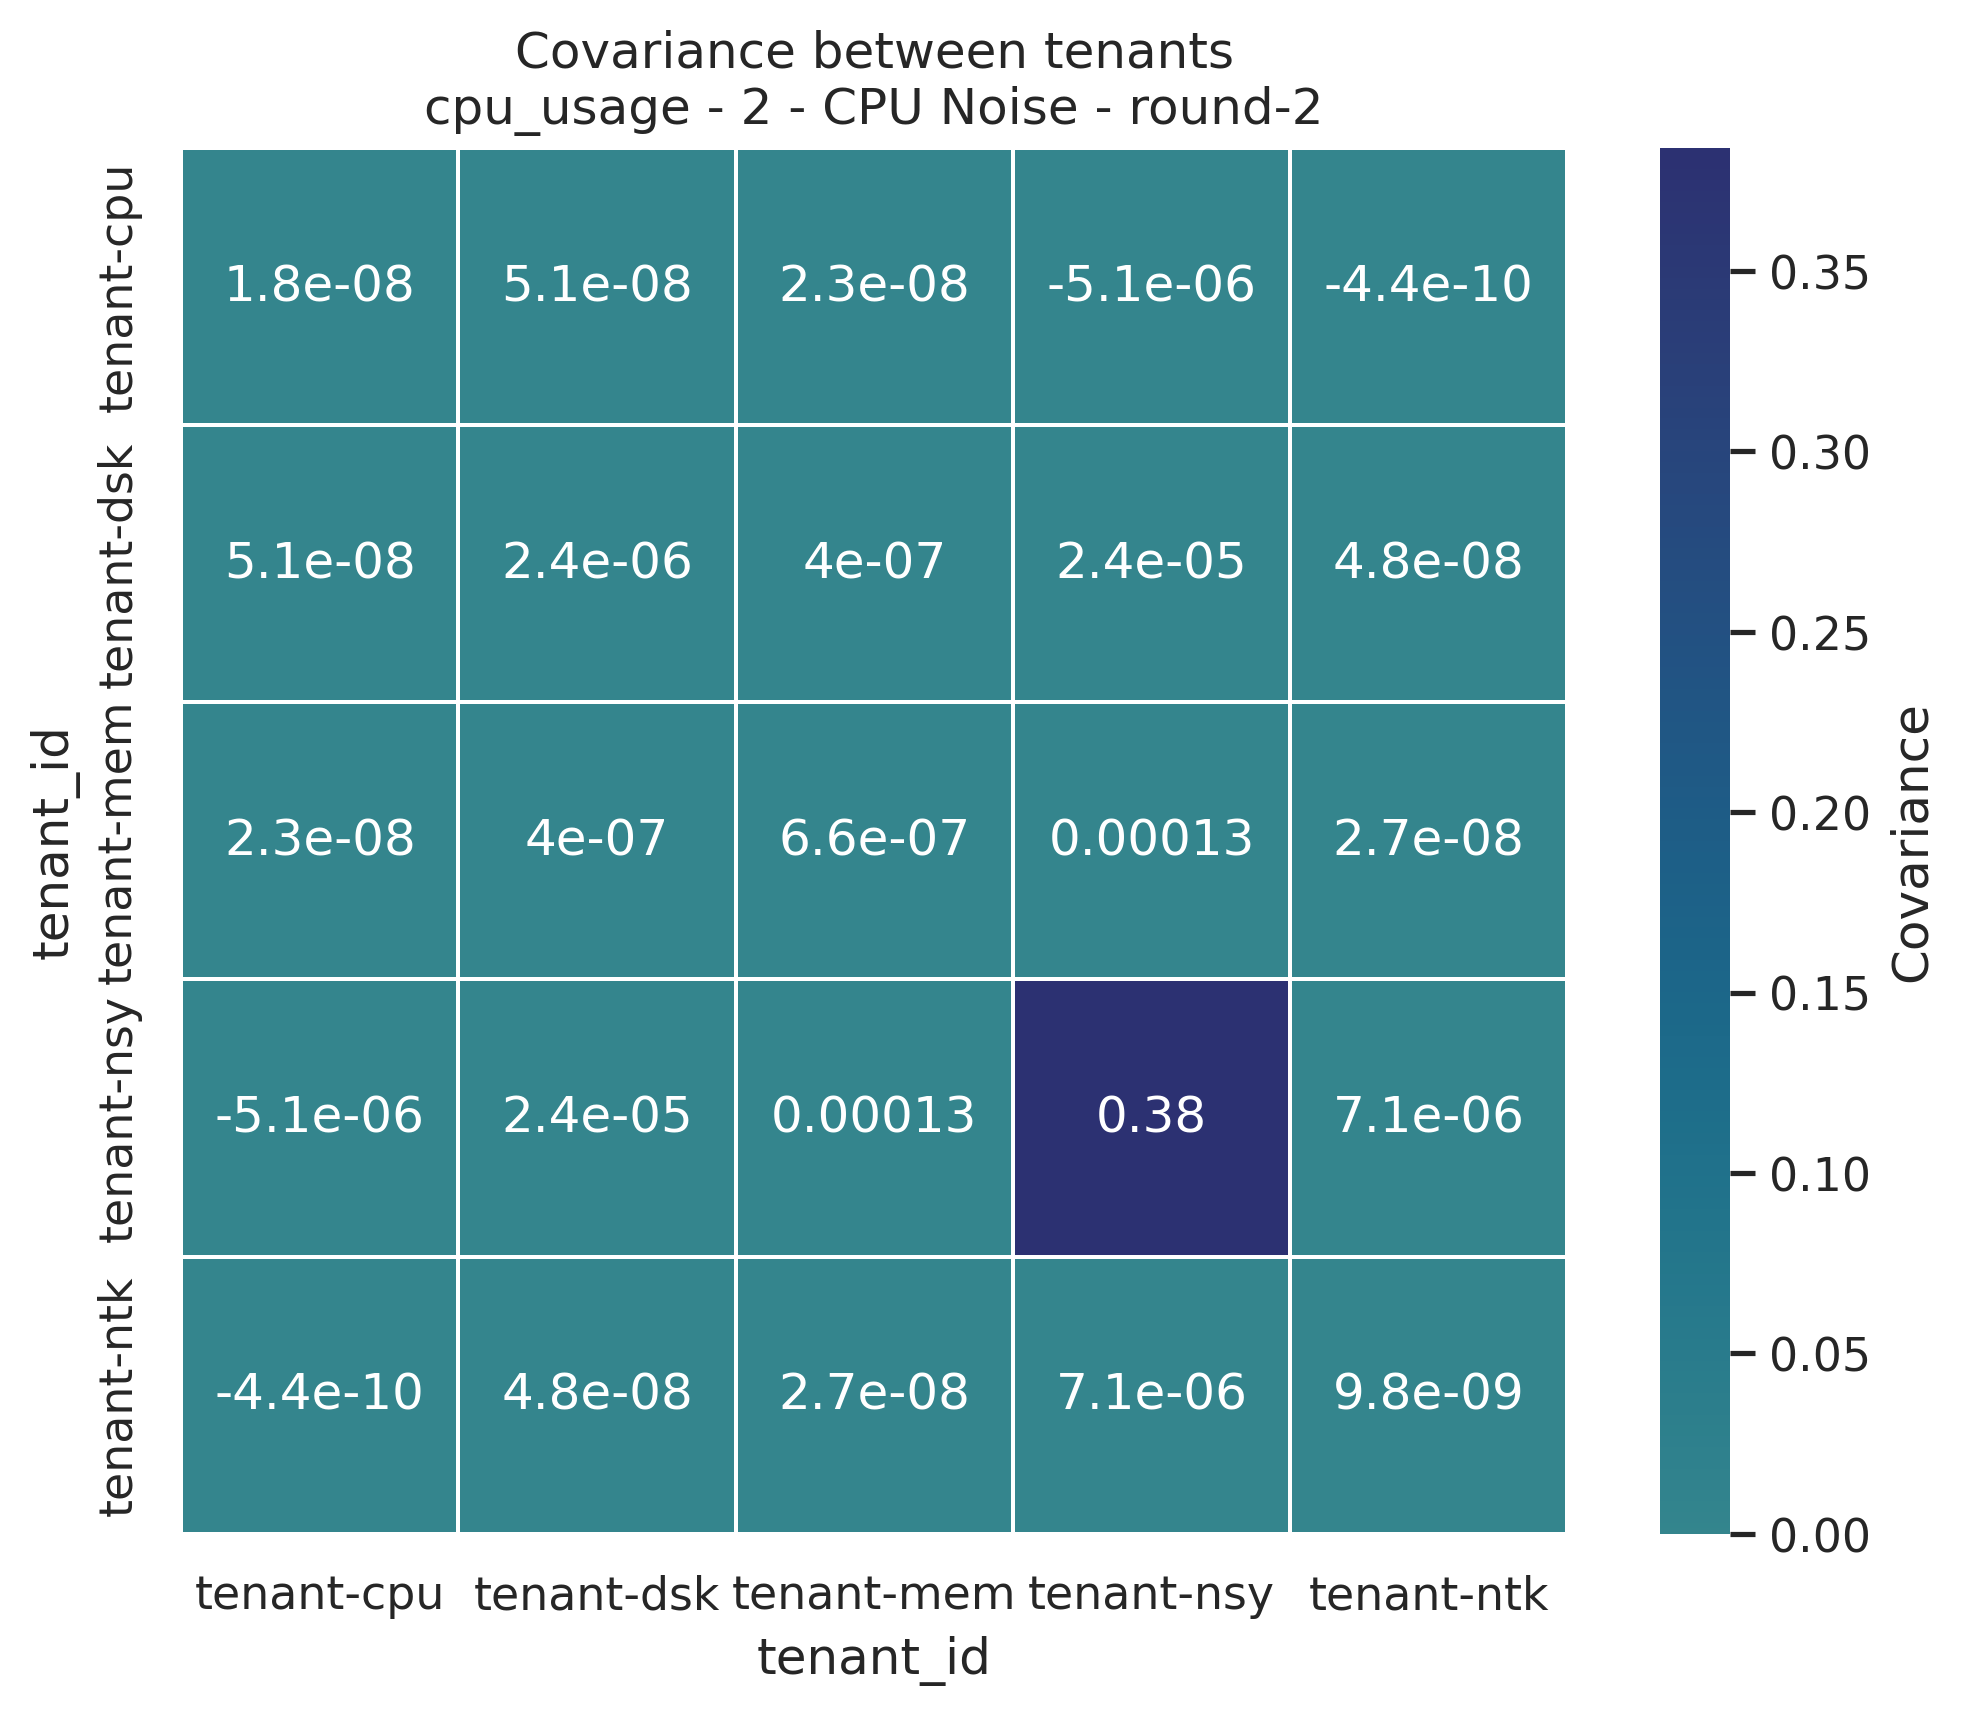 Covariance between tenants
cpu_usage - 2 - CPU Noise - round-2
tenant_id
tenant-cpu
1.8e-08 5.1e-08 2.3e-08 -5.1e-06 -4.4e-10
tenant-dsk
5.1e-08 2.4e-06 4e-07 2.4e-05 4.8e-08
tenant-mem
2.3e-08 4e-07 6.6e-07 0.00013 2.7e-08
tenant-nsy
-5.1e-06 2.4e-05 0.00013 0.38 7.1e-06
tenant-ntk
-4.4e-10 4.8e-08 2.7e-08 7.1e-06 9.8e-09
tenant-cpu tenant-dsk tenant-mem tenant-nsy tenant-ntk
tenant_id
0.35
0.30
0.25
0.20
0.15
0.10
0.05
0.00
Covariance